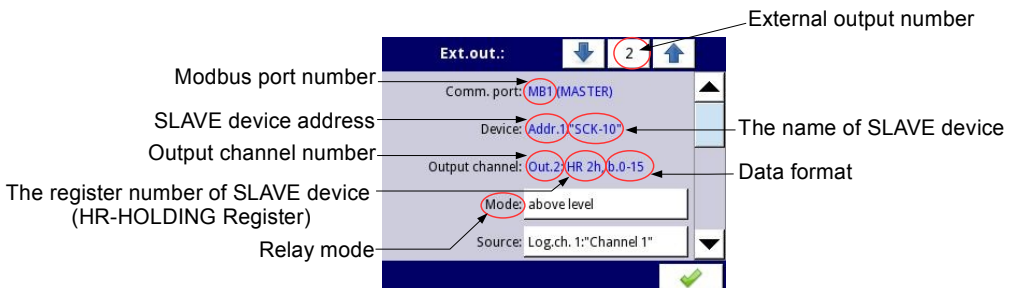 External output number
Ext.out.: 2
Modbus port number
Comm. port: MB1 (MASTER)
SLAVE device address
Device: Addr.1:"SCK-10"
The name of SLAVE device
Output channel number
Output channel: Out.2: HR 2h, b.0-15
Data format
The register number of SLAVE device
(HR-HOLDING Register)
Mode: above level
Relay mode
Source: Log.ch. 1:"Channel 1"